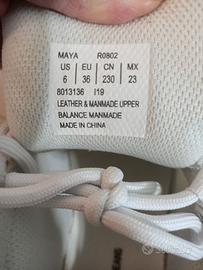 MAYA R0802
US EU CN MX
6 36 230 23
8013136 I19
LEATHER & MANMADE UPPER
BALANCE MANMADE
MADE IN CHINA